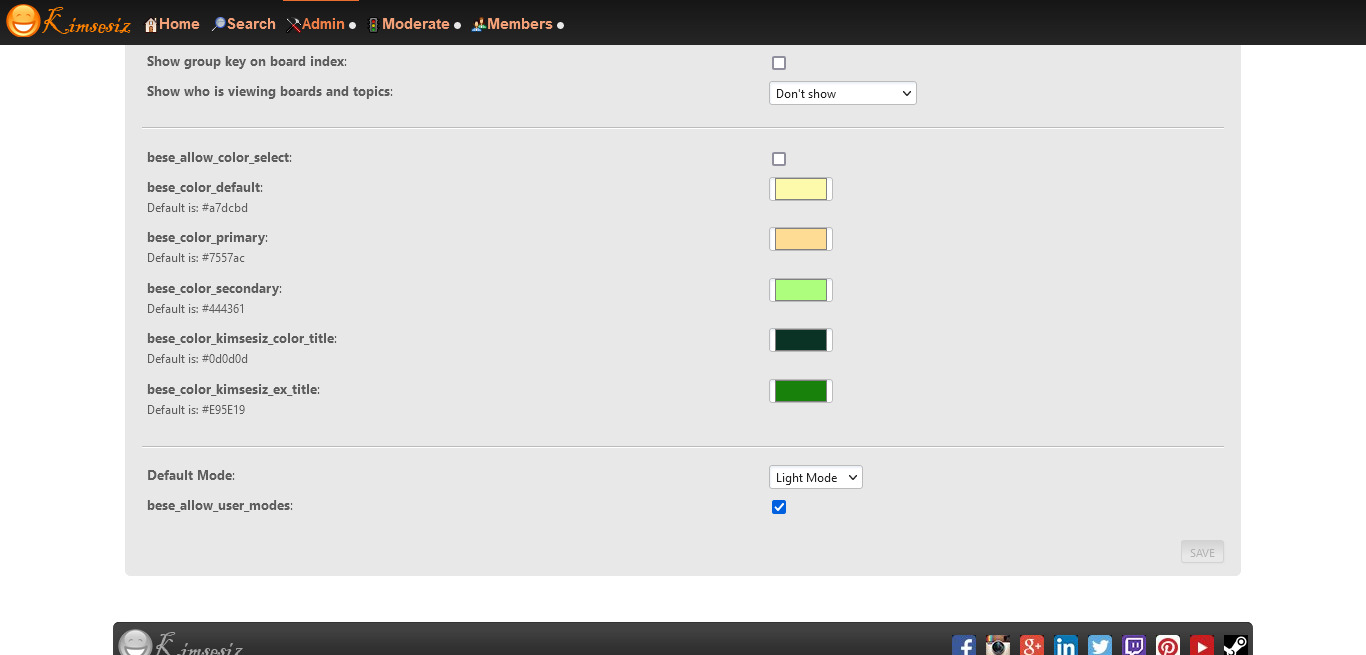 Kimsesiz Home Search Admin Moderate Members
Show group key on board index:
Show who is viewing boards and topics: Don't show
bese_allow_color_select:
bese_color_default:
Default is: #a7dcbd
bese_color_primary:
Default is: #7557ac
bese_color_secondary:
Default is: #444361
bese_color_kimsesiz_color_title:
Default is: #0d0d0d
bese_color_kimsesiz_ex_title:
Default is: #E95E19
Default Mode: Light Mode
bese_allow_user_modes:
SAVE
Kimsesiz